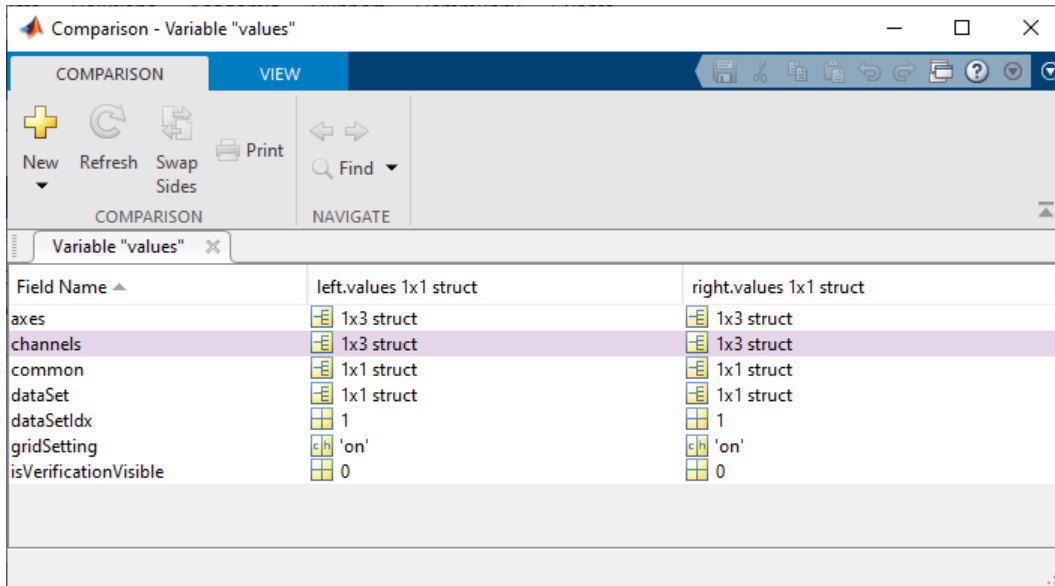 Comparison - Variable "values"
COMPARISON VIEW
New Refresh Swap Sides Print Find
COMPARISON NAVIGATE
Variable "values"
Field Name left.values 1x1 struct right.values 1x1 struct
axes 1x3 struct 1x3 struct
channels 1x3 struct 1x3 struct
common 1x1 struct 1x1 struct
dataSet 1x1 struct 1x1 struct
dataSetIdx 1 1
gridSetting ch 'on' ch 'on'
isVerificationVisible 0 0